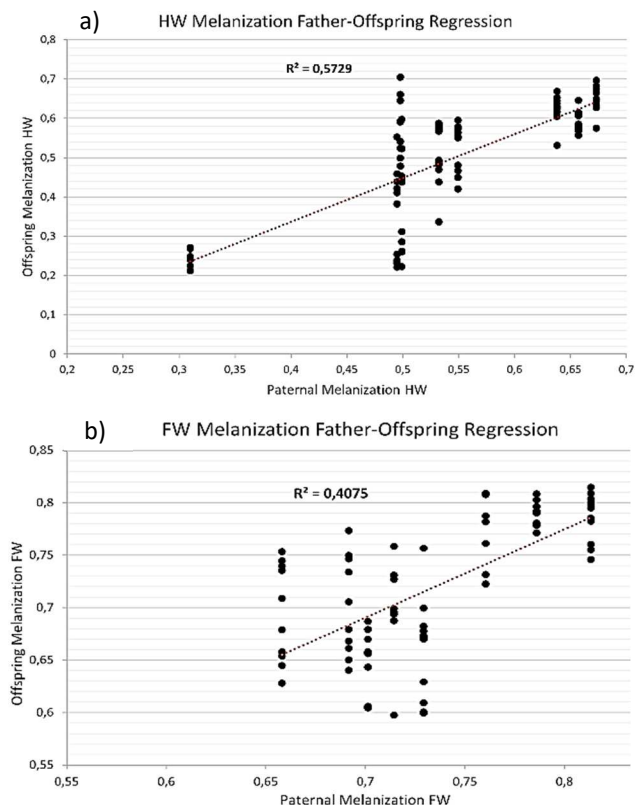 a)
HW Melanization Father-Offspring Regression
0,8
0,7
0,6
0,5
0,4
0,3
0,2
0,1
0
R² = 0,5729
Offspring Melanization HW
0,2 0,25 0,3 0,35 0,4 0,45 0,5 0,55 0,6 0,65 0,7
Paternal Melanization HW
b)
FW Melanization Father-Offspring Regression
0,85
0,8
0,75
0,7
0,65
0,6
0,55
R² = 0,4075
Offspring Melanization FW
0,55 0,6 0,65 0,7 0,75 0,8
Paternal Melanization FW